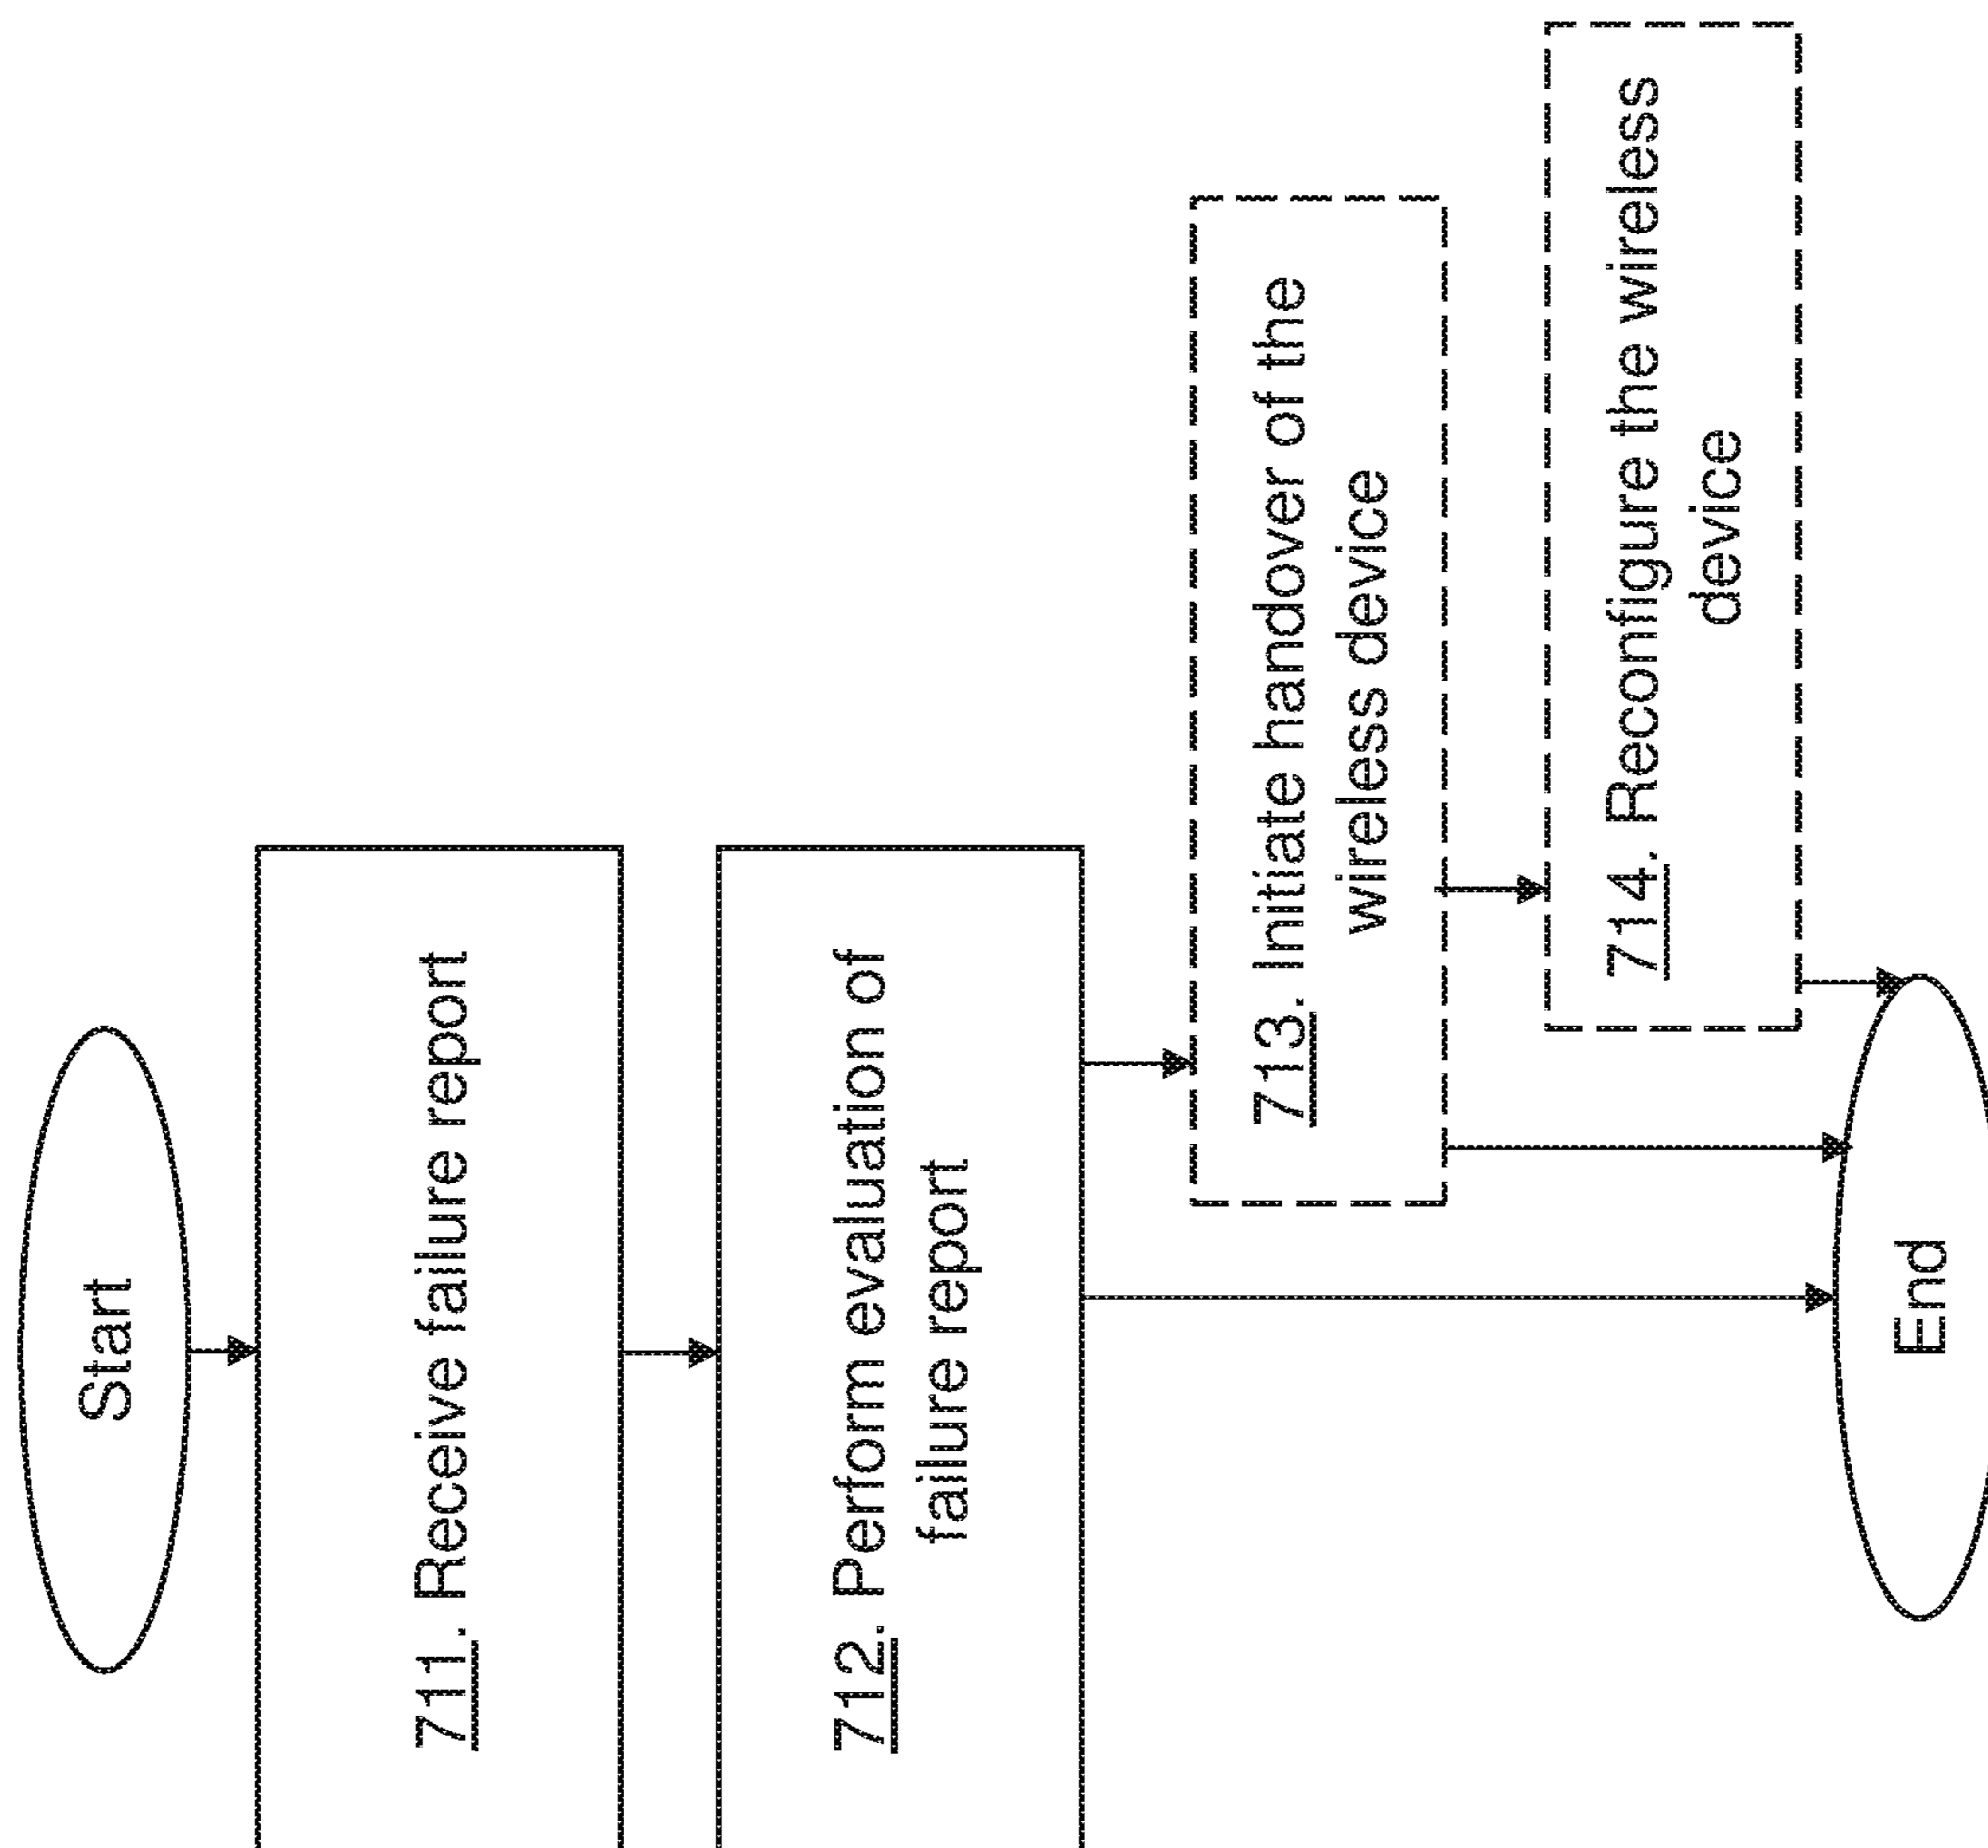 Start
711. Receive failure report
712. Perform evaluation of
failure report
713. Initiate handover of the
wireless device
714. Reconfigure the wireless
device
End